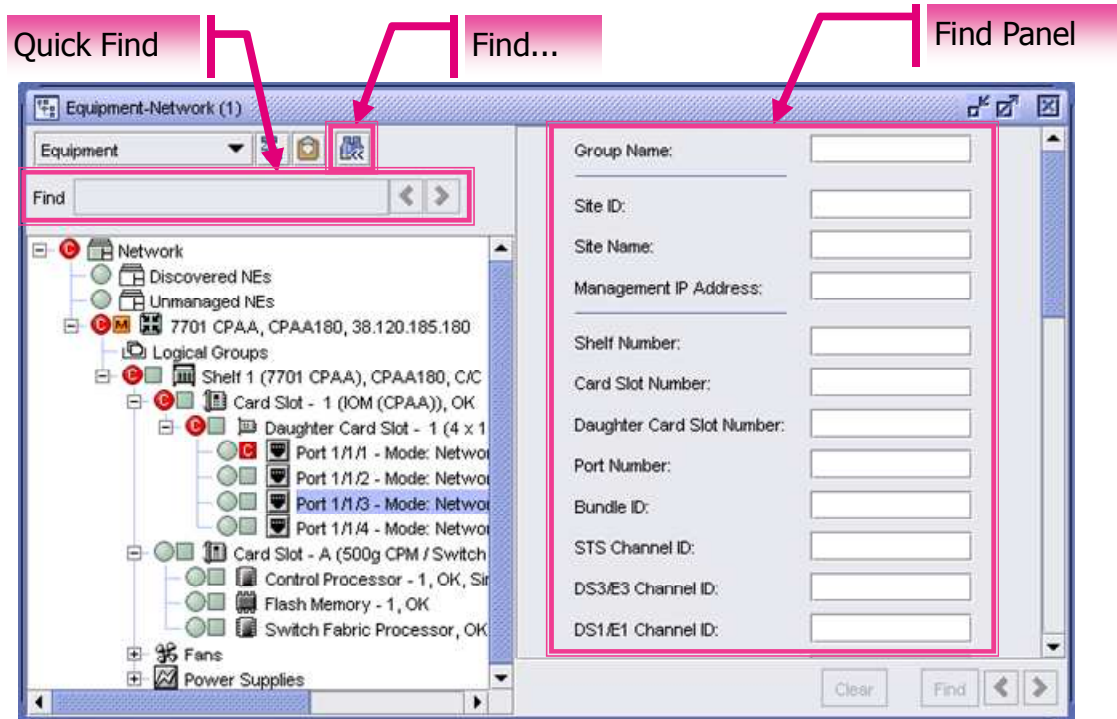 Quick Find
Find...
Find Panel
Equipment-Network (1)
Equipment
Find
Network
Discovered NEs
Unmanaged NEs
C M 7701 CPAA, CPAA180, 38.120.185.180
Logical Groups
Shelf 1 (7701 CPAA), CPAA180, C/C
Card Slot - 1 (IOM (CPAA)), OK
Daughter Card Slot - 1 (4 x 1
Port 1/1/1 - Mode: Networ
Port 1/1/2 - Mode: Networ
Port 1/1/3 - Mode: Networ
Port 1/1/4 - Mode: Networ
Card Slot - A (500g CPM / Switch
Control Processor - 1, OK, Sin
Flash Memory - 1, OK
Switch Fabric Processor, OK
Fans
Power Supplies
Group Name:
Site ID:
Site Name:
Management IP Address:
Shelf Number:
Card Slot Number:
Daughter Card Slot Number:
Port Number:
Bundle ID:
STS Channel ID:
DS3/E3 Channel ID:
DS1/E1 Channel ID:
Clear
Find